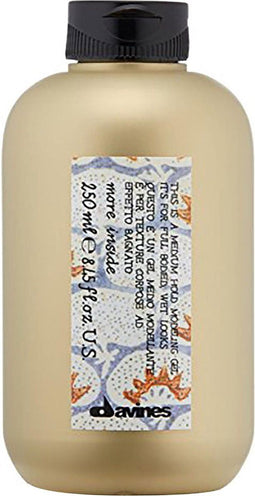 THIS IS A MEDIUM HOLD MODELING GEL
IT'S FOR FULL BODIED, WET LOOKS
QUESTO È UN GEL MEDIO MODELLANTE
È PER TEXTURE CORPOSE AD
EFFETTO BAGNATO
more inside
250 ml e 8.45 fl.oz. U S
davines